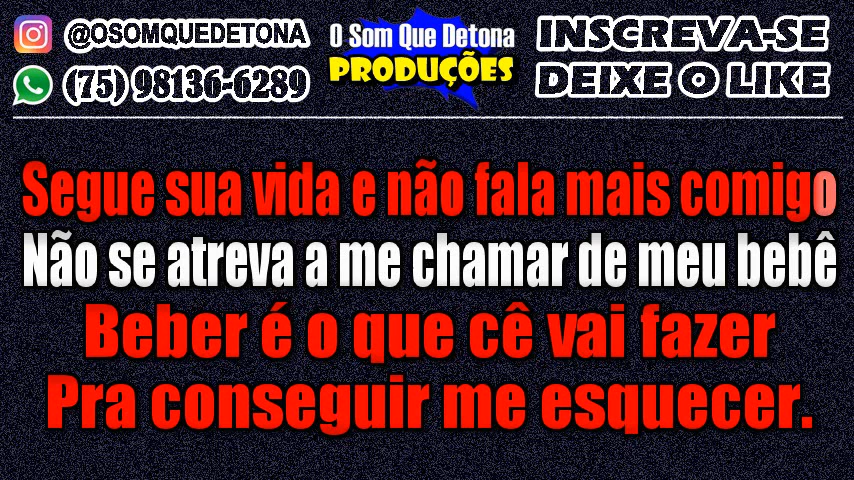 @OSOMQUEDETONA
(75) 98136-6289
O Som Que Detona
PRODUÇÕES
INSCREVA-SE
DEIXE O LIKE
Segue sua vida e não fala mais comigo
Não se atreva a me chamar de meu bebê
Beber é o que cê vai fazer
Pra conseguir me esquecer.